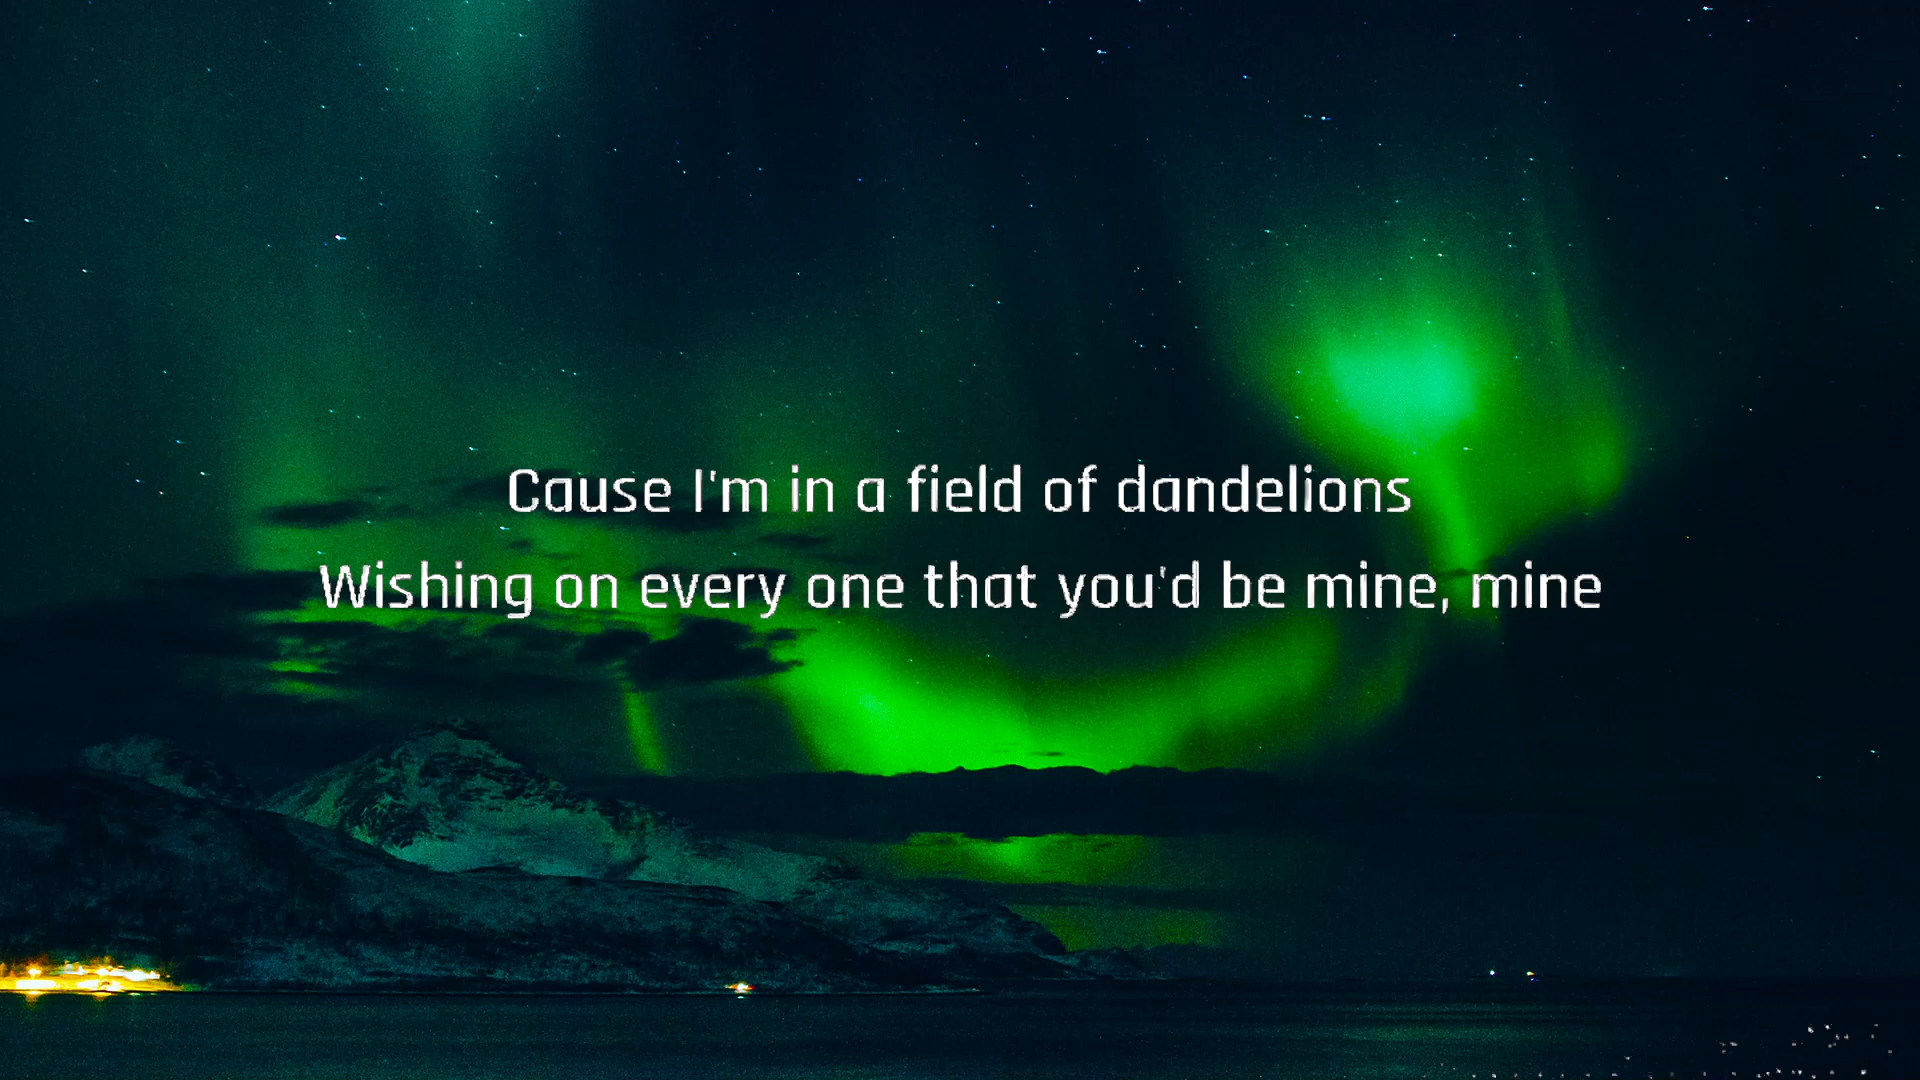 Cause I'm in a field of dandelions
Wishing on every one that you'd be mine, mine